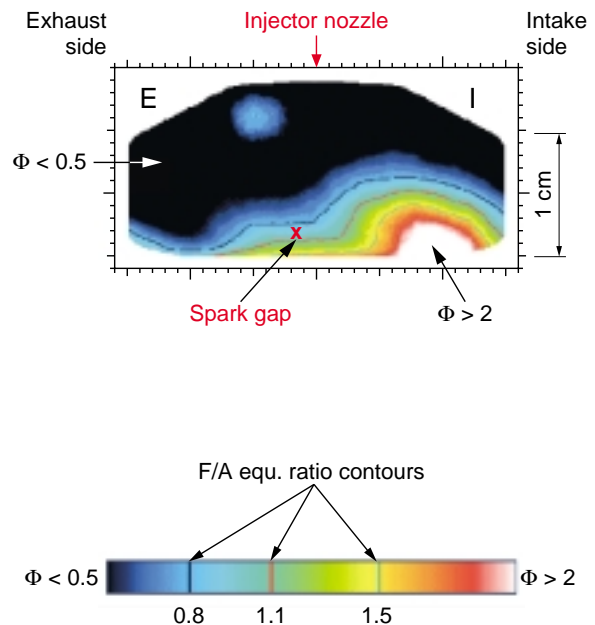 Exhaust
side
Injector nozzle
Intake
side
E
I
Φ < 0.5
1 cm
x
Spark gap
Φ > 2
F/A equ. ratio contours
Φ < 0.5
Φ > 2
0.8
1.1
1.5